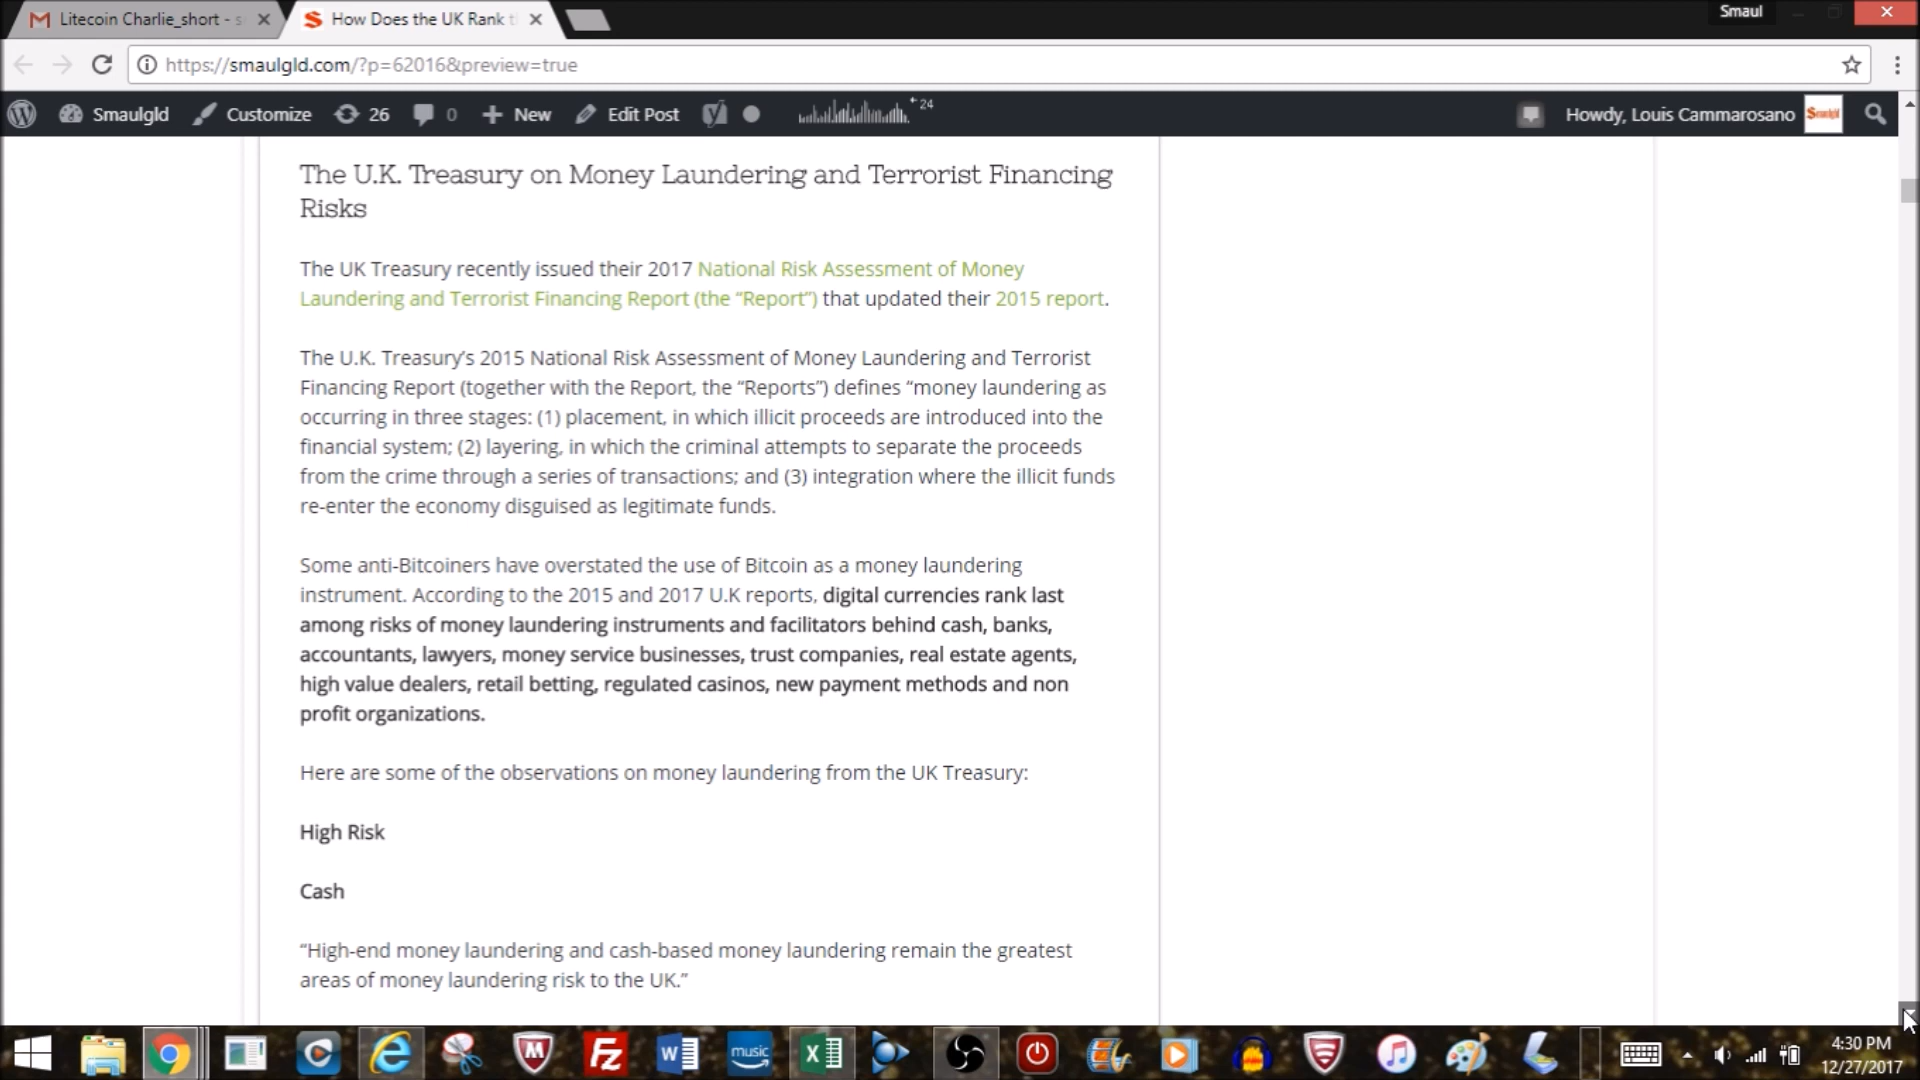 Litecoin Charlie_short - s
How Does the UK Rank t
Smaul
https://smaulgld.com/?p=62016&preview=true
Smaulgld
Customize
26
0
New
Edit Post
24
Howdy, Louis Cammarosano
Smaulgld
The U.K. Treasury on Money Laundering and Terrorist Financing
Risks
The UK Treasury recently issued their 2017 National Risk Assessment of Money
Laundering and Terrorist Financing Report (the “Report”) that updated their 2015 report.
The U.K. Treasury’s 2015 National Risk Assessment of Money Laundering and Terrorist
Financing Report (together with the Report, the “Reports”) defines “money laundering as
occurring in three stages: (1) placement, in which illicit proceeds are introduced into the
financial system; (2) layering, in which the criminal attempts to separate the proceeds
from the crime through a series of transactions; and (3) integration where the illicit funds
re-enter the economy disguised as legitimate funds.
Some anti-Bitcoiners have overstated the use of Bitcoin as a money laundering
instrument. According to the 2015 and 2017 U.K reports, digital currencies rank last
among risks of money laundering instruments and facilitators behind cash, banks,
accountants, lawyers, money service businesses, trust companies, real estate agents,
high value dealers, retail betting, regulated casinos, new payment methods and non
profit organizations.
Here are some of the observations on money laundering from the UK Treasury:
High Risk
Cash
“High-end money laundering and cash-based money laundering remain the greatest
areas of money laundering risk to the UK.”
music
4:30 PM
12/27/2017